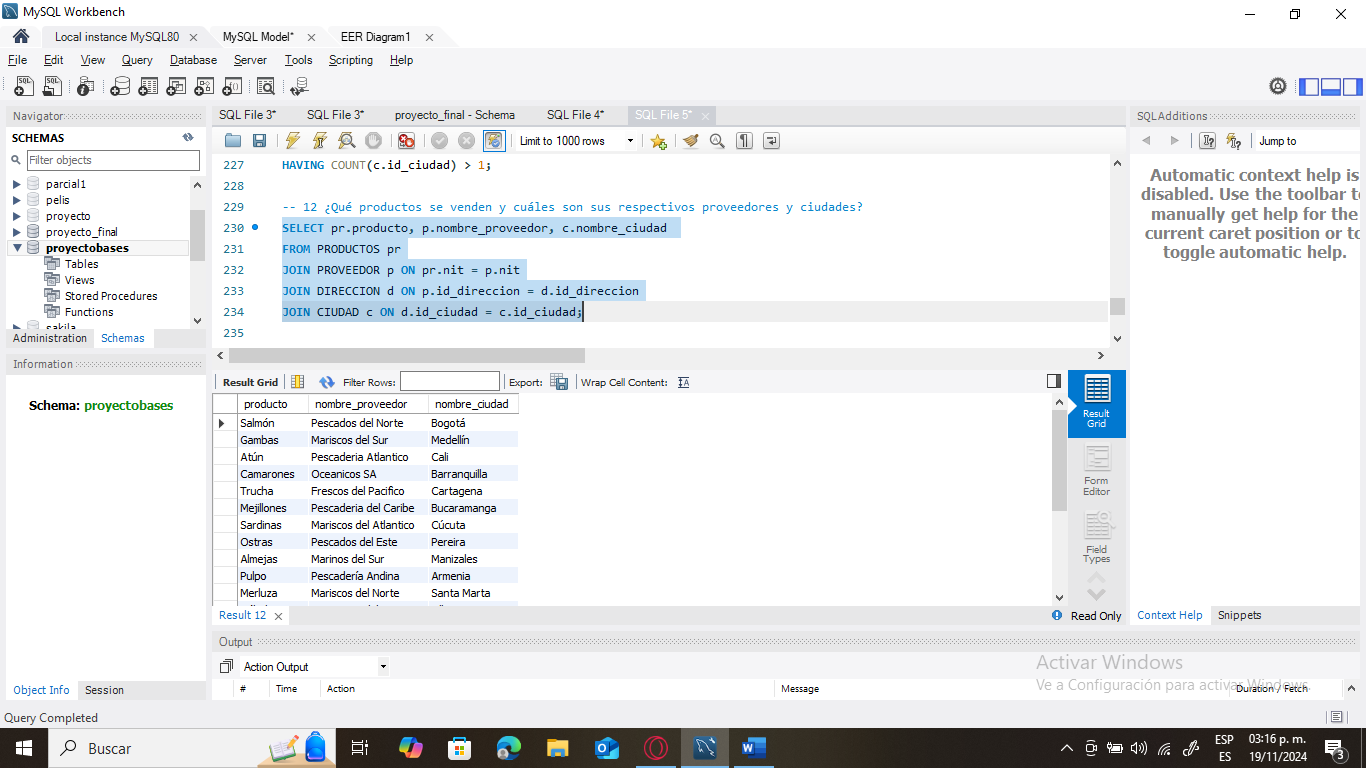 MySQL Workbench
Local instance MySQL80
MySQL Model*
EER Diagram1
File Edit View Query Database Server Tools Scripting Help
Navigator
SCHEMAS
Filter objects
parcial1
pelis
proyecto
proyecto_final
proyectobases
Tables
Views
Stored Procedures
Functions
sakila
Administration Schemas
Information
Schema: proyectobases
Object Info Session
SQL File 3* SQL File 3* proyecto_final - Schema SQL File 4* SQL File 5*
Limit to 1000 rows
227 HAVING COUNT(c.id_ciudad) > 1;
228
229 -- 12 ¿Qué productos se venden y cuáles son sus respectivos proveedores y ciudades?
230 SELECT pr.producto, p.nombre_proveedor, c.nombre_ciudad
231 FROM PRODUCTOS pr
232 JOIN PROVEEDOR p ON pr.nit = p.nit
233 JOIN DIRECCION d ON p.id_direccion = d.id_direccion
234 JOIN CIUDAD c ON d.id_ciudad = c.id_ciudad;
235
Result Grid Filter Rows: Export: Wrap Cell Content:
producto nombre_proveedor nombre_ciudad
Salmón Pescados del Norte Bogotá
Gambas Mariscos del Sur Medellín
Atún Pescaderia Atlantico Cali
Camarones Oceanicos SA Barranquilla
Trucha Frescos del Pacifico Cartagena
Mejillones Pescaderia del Caribe Bucaramanga
Sardinas Mariscos del Atlantico Cúcuta
Ostras Pescados del Este Pereira
Almejas Marinos del Sur Manizales
Pulpo Pescadería Andina Armenia
Merluza Mariscos del Norte Santa Marta
Result Grid
Form Editor
Field Types
Result 12
Read Only
Output
Action Output
# Time Action Message Duration / Fetch
SQLAdditions
Jump to
Automatic context help is
disabled. Use the toolbar to
manually get help for the
current caret position or to
toggle automatic help.
Context Help Snippets
Activar Windows
Ve a Configuración para activar Windows.
Query Completed
Buscar
ESP
ES
03:16 p. m.
19/11/2024
3